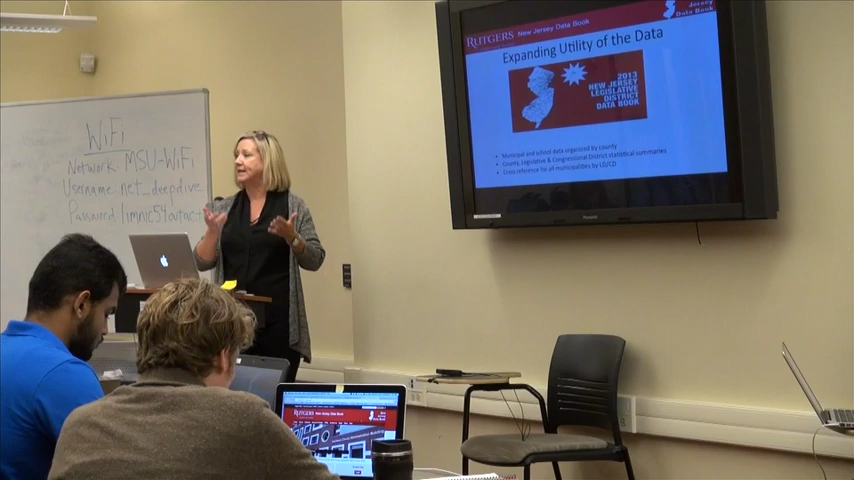 WiFi
Network: MSU-WiFi
Username: net_deepdive
Password:
RUTGERS New Jersey Data Book
Jersey
Data Book
Expanding Utility of the Data
2013
NEW JERSEY
LEGISLATIVE
DISTRICT
DATA BOOK
• Municipal and school data organized by county
• County, Legislative & Congressional District statistical summaries
• Cross reference for all municipalities by LD/CD
Panasonic
RUTGERS New Jersey Data Book